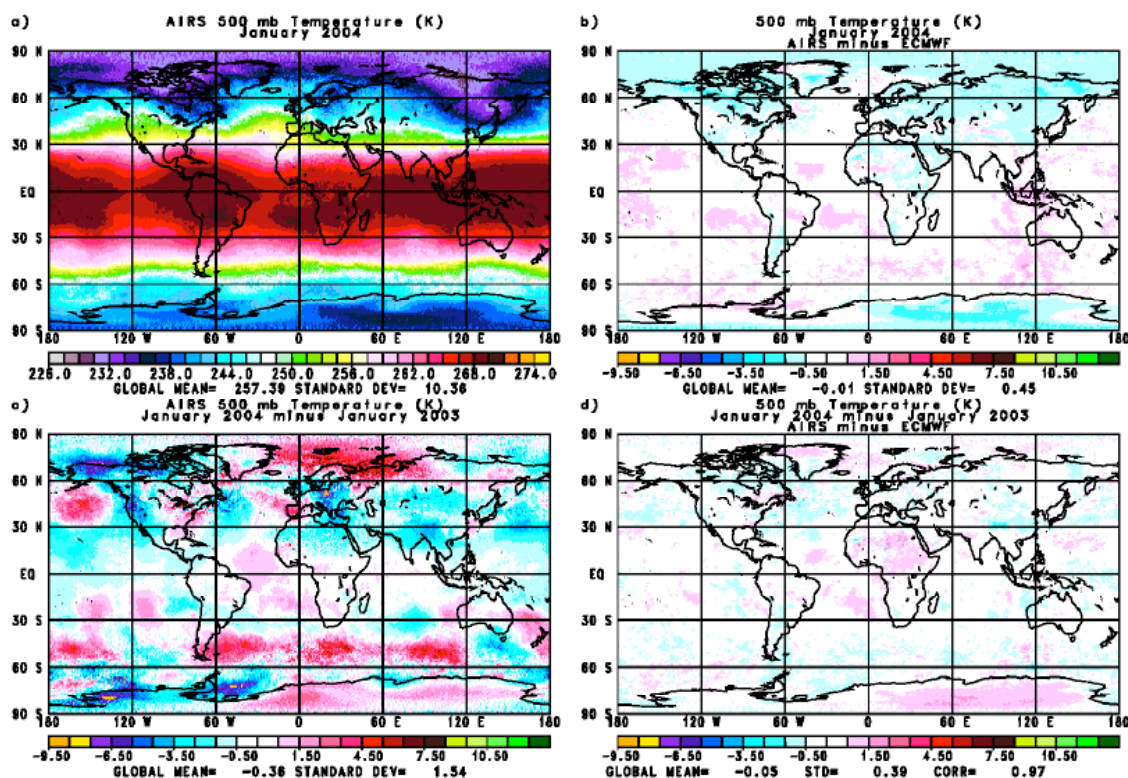 a) AIRS 500 mb Temperature (K)
January 2004
90 N
60 N
30 N
EQ
30 S
60 S
90 S
180 120 W 60 W 0 60 E 120 E 180
226.0 232.0 238.0 244.0 250.0 256.0 262.0 268.0 274.0
GLOBAL MEAN= 257.39 STANDARD DEV= 10.36
b) 500 mb Temperature (K)
January 2004
AIRS minus ECMWF
90 N
60 N
30 N
EQ
30 S
60 S
90 S
180 120 W 60 W 0 60 E 120 E 180
-9.50 -6.50 -3.50 -0.50 1.50 4.50 7.50 10.50
GLOBAL MEAN= -0.01 STANDARD DEV= 0.45
c) AIRS 500 mb Temperature (K)
January 2004 minus January 2003
90 N
60 N
30 N
EQ
30 S
60 S
90 S
180 120 W 60 W 0 60 E 120 E 180
-9.50 -6.50 -3.50 -0.50 1.50 4.50 7.50 10.50
GLOBAL MEAN= -0.36 STANDARD DEV= 1.54
d) 500 mb Temperature (K)
January 2004 minus January 2003
AIRS minus ECMWF
90 N
60 N
30 N
EQ
30 S
60 S
90 S
180 120 W 60 W 0 60 E 120 E 180
-9.50 -6.50 -3.50 -0.50 1.50 4.50 7.50 10.50
GLOBAL MEAN= -0.05 STD= 0.39 CORR= 0.97